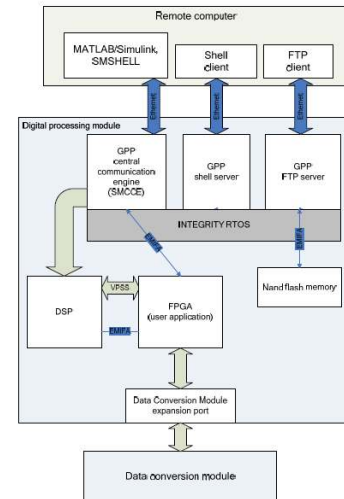 Remote computer
MATLAB/Simulink,
SMSHELL
Shell
client
FTP
client
Ethernet
Ethernet
Ethernet
Digital processing module
GPP
central
communication
engine
(SMCCE)
GPP
shell server
GPP
FTP server
INTEGRITY RTOS
EMIFA
EMIFA
VPSS
DSP
FPGA
(user application)
Nand flash memory
EMIFA
Data Conversion Module
expansion port
Data conversion module